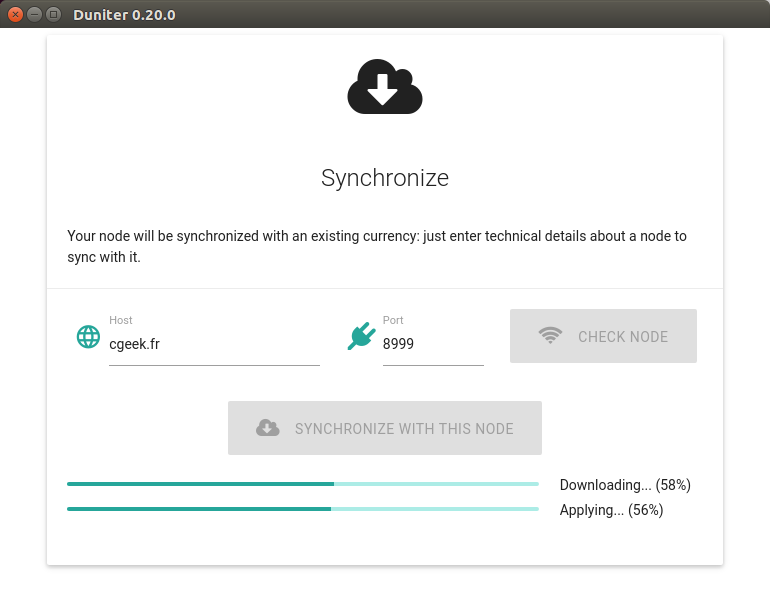 Duniter 0.20.0
Synchronize
Your node will be synchronized with an existing currency: just enter technical details about a node to
sync with it.
Host
cgeek.fr
Port
8999
CHECK NODE
SYNCHRONIZE WITH THIS NODE
Downloading... (58%)
Applying... (56%)